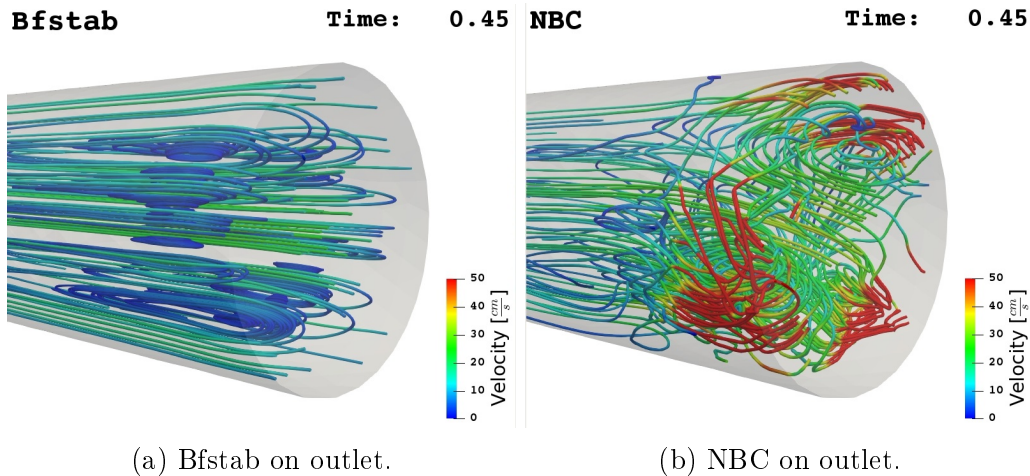 Bfstab Time: 0.45
50
40
30
20
10
0
Velocity [cm/s]
(a) Bfstab on outlet.
NBC Time: 0.45
50
40
30
20
10
0
Velocity [cm/s]
(b) NBC on outlet.